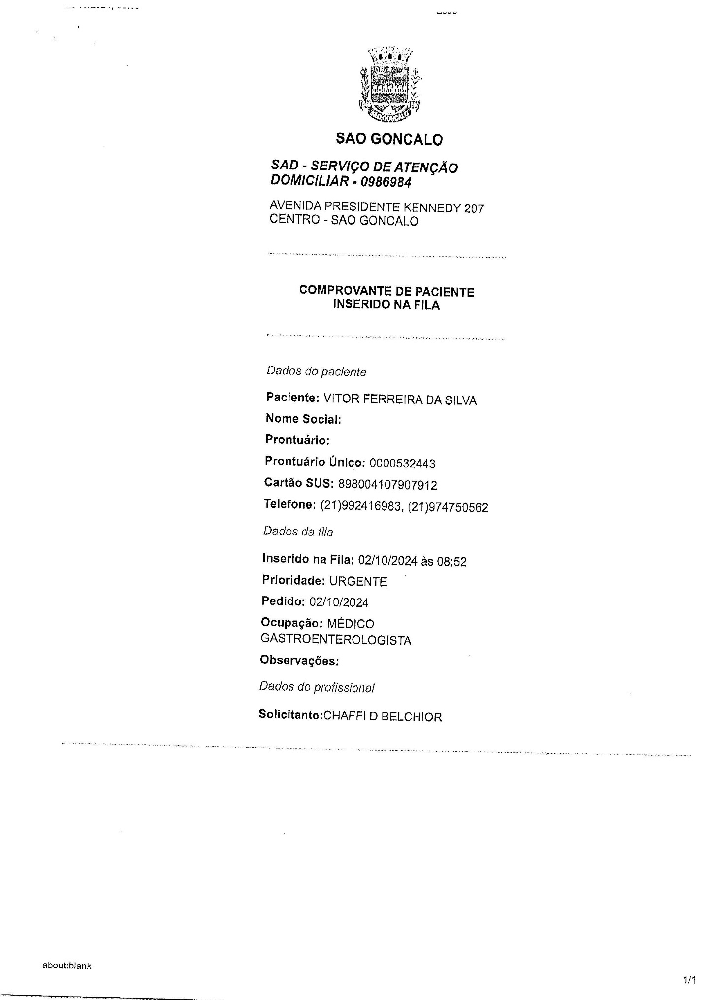 SAO GONCALO
SAO GONCALO
SAD - SERVIÇO DE ATENÇÃO
DOMICILIAR - 0986984
AVENIDA PRESIDENTE KENNEDY 207
CENTRO - SAO GONCALO
COMPROVANTE DE PACIENTE
INSERIDO NA FILA
Dados do paciente
Paciente: VITOR FERREIRA DA SILVA
Nome Social:
Prontuário:
Prontuário Único: 0000532443
Cartão SUS: 898004107907912
Telefone: (21)992416983, (21)974750562
Dados da fila
Inserido na Fila: 02/10/2024 às 08:52
Prioridade: URGENTE
Pedido: 02/10/2024
Ocupação: MÉDICO
GASTROENTEROLOGISTA
Observações:
Dados do profissional
Solicitante:CHAFFI D BELCHIOR
about:blank
1/1